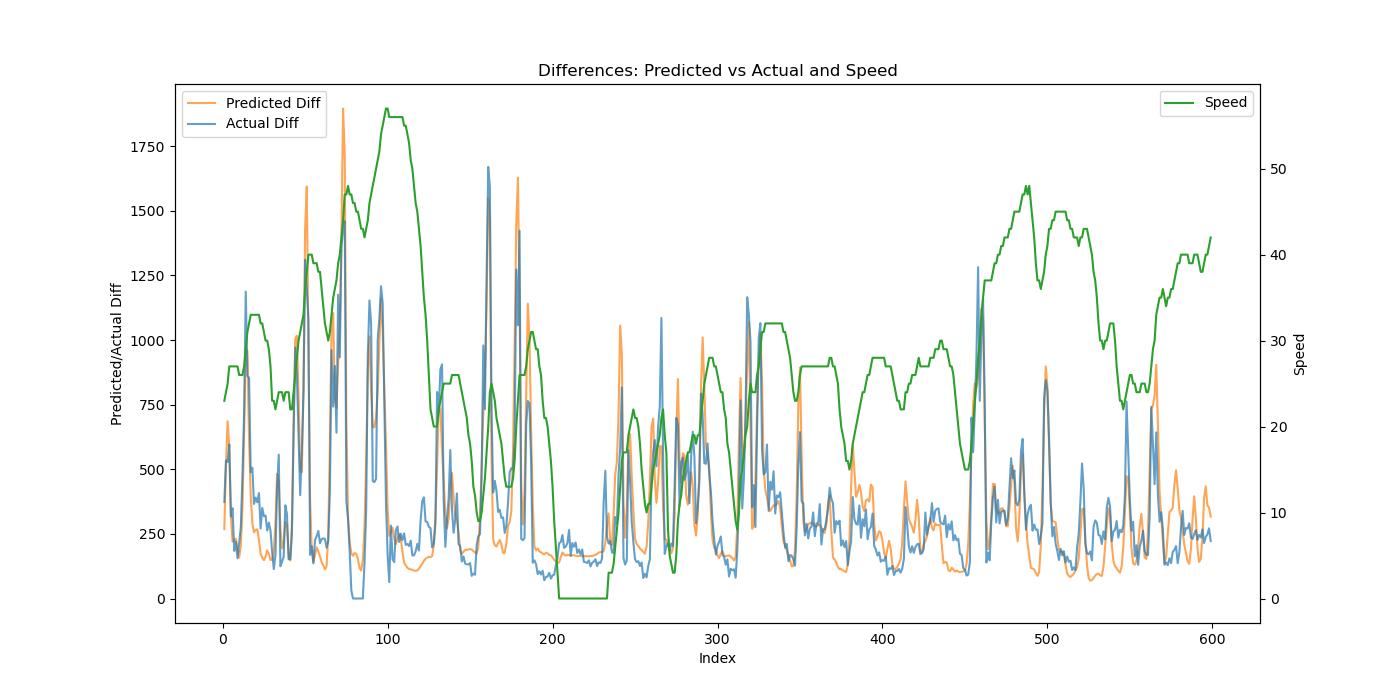 Differences: Predicted vs Actual and Speed
Predicted Diff
Actual Diff
Speed
1750
1500
1250
1000
750
500
250
0
Predicted/Actual Diff
50
40
30
20
10
0
Speed
0 100 200 300 400 500 600
Index